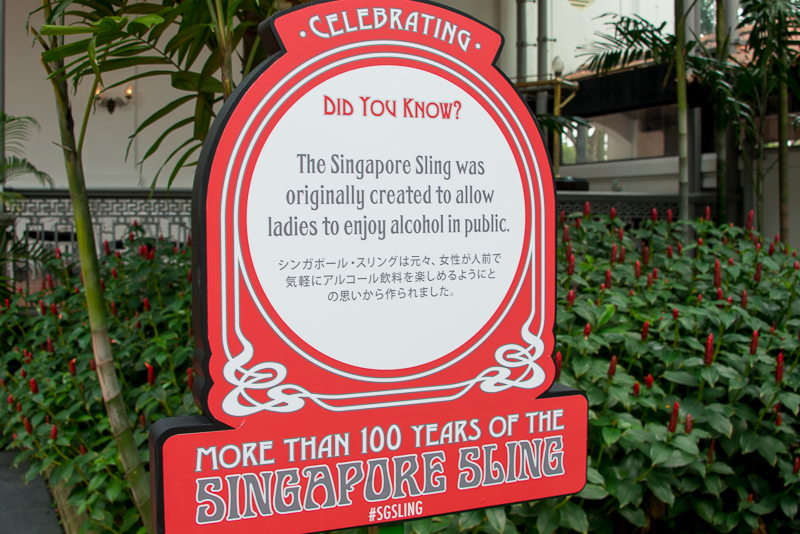 ·CELEBRATING·
DID YOU KNOW?
The Singapore Sling was
originally created to allow
ladies to enjoy alcohol in public.
シンガポール・スリングは元々、女性が人前で
気軽にアルコール飲料を楽しめるようにと
の思いから作られました。
MORE THAN 100 YEARS OF THE
SINGAPORE SLING
#SGSLING